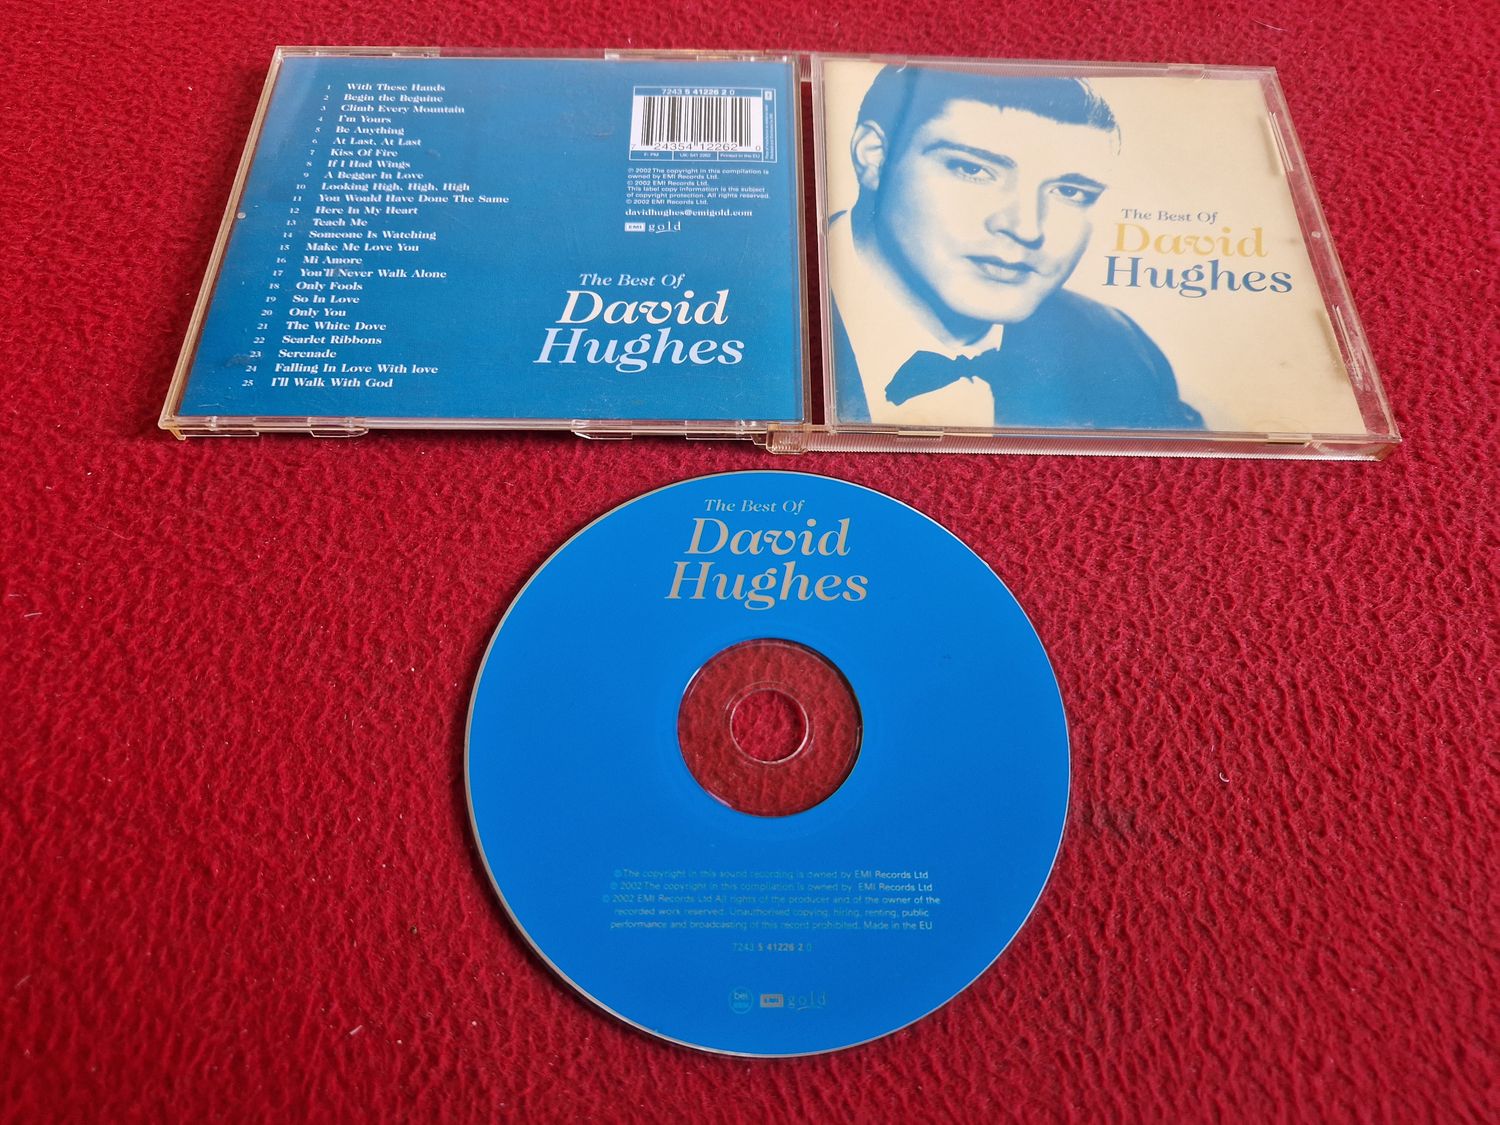 1 With These Hands
2 Begin the Beguine
3 Climb Every Mountain
4 I'm Yours
5 Be Anything
6 At Last, At Last
7 Kiss Of Fire
8 If I Had Wings
9 A Beggar In Love
10 Looking High, High, High
11 You Would Have Done The Same
12 Here In My Heart
13 Teach Me
14 Someone Is Watching
15 Make Me Love You
16 Mi Amore
17 You'll Never Walk Alone
18 Only Fools
19 So In Love
20 Only You
21 The White Dove
22 Scarlet Ribbons
23 Serenade
24 Falling In Love With love
25 I'll Walk With God
7243 5 41226 2 0
7 24354 12262 0
F: PM UK: 541 2262 Printed in the EU
℗ 2002 The copyright in this compilation is
owned by EMI Records Ltd.
© 2002 EMI Records Ltd.
This label copy information is the subject
of copyright protection. All rights reserved.
© 2002 EMI Records Ltd.
davidhughes@emigold.com
EMI gold
The Best Of
David
Hughes
The Best Of
David
Hughes
The Best Of
David
Hughes
℗ The copyright in this sound recording is owned by EMI Records Ltd
℗ 2002 The copyright in this compilation is owned by EMI Records Ltd
© 2002 EMI Records Ltd All rights of the producer and of the owner of the
recorded work reserved. Unauthorised copying, hiring, renting, public
performance and broadcasting of this record prohibited. Made in the EU
7243 5 41226 2 0
EMI gold